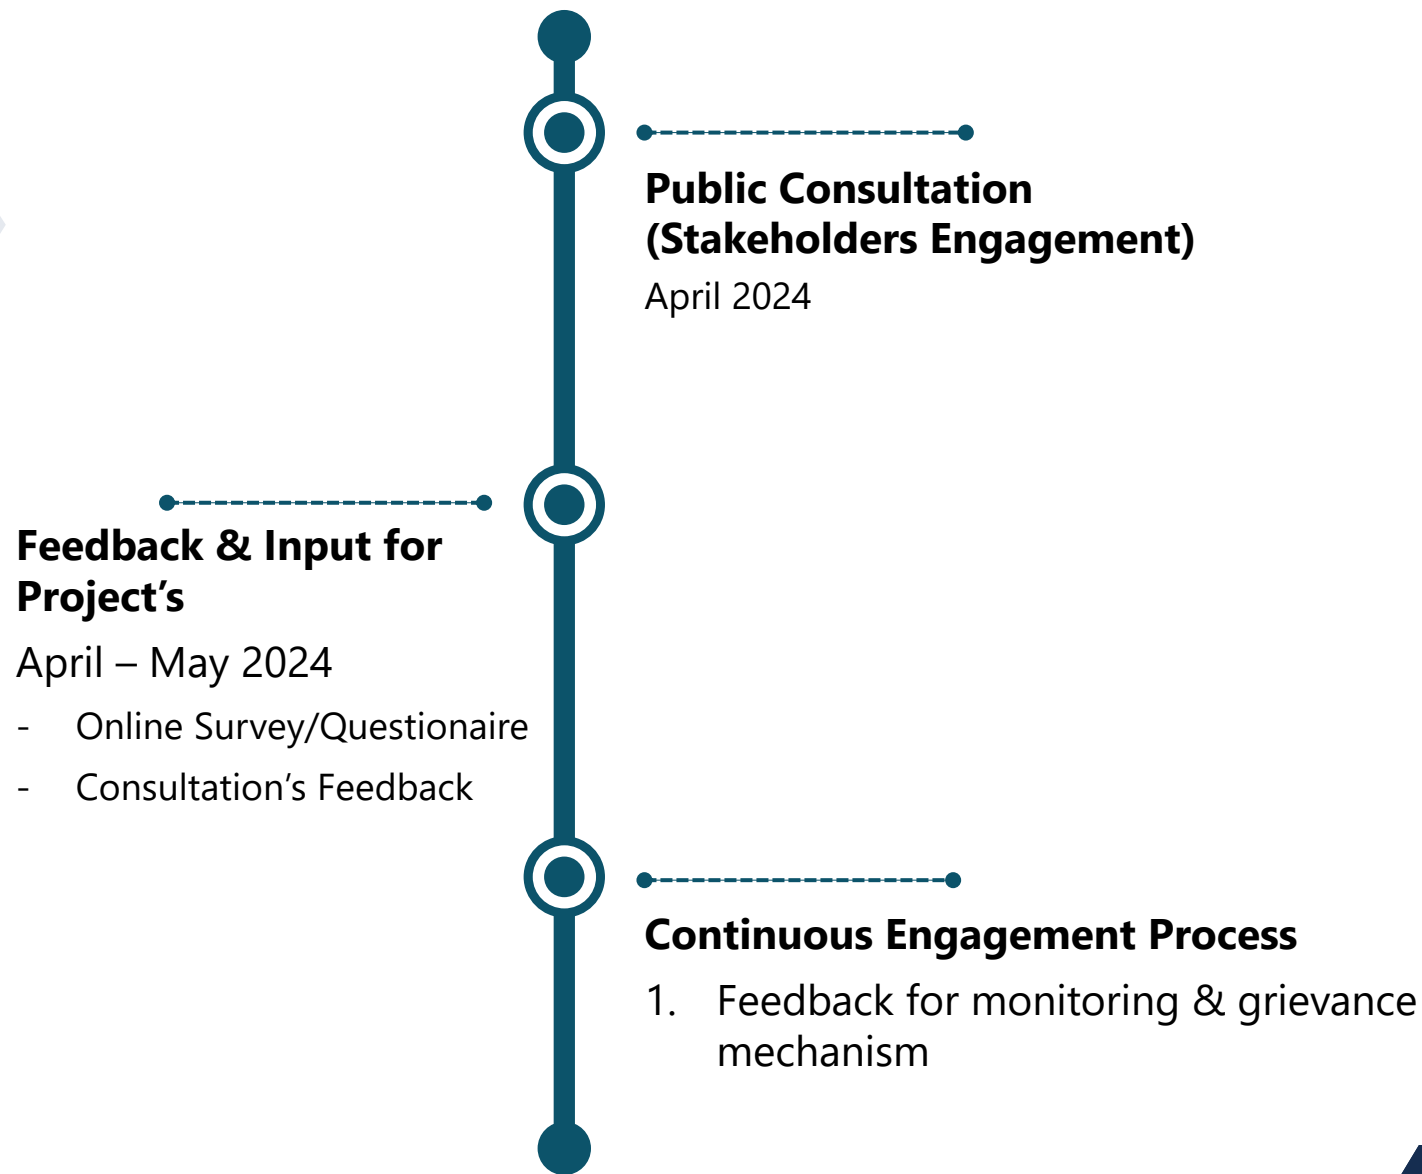 Public Consultation
(Stakeholders Engagement)
April 2024
Feedback & Input for
Project’s
April – May 2024
- Online Survey/Questionaire
- Consultation’s Feedback
Continuous Engagement Process
1. Feedback for monitoring & grievance
mechanism